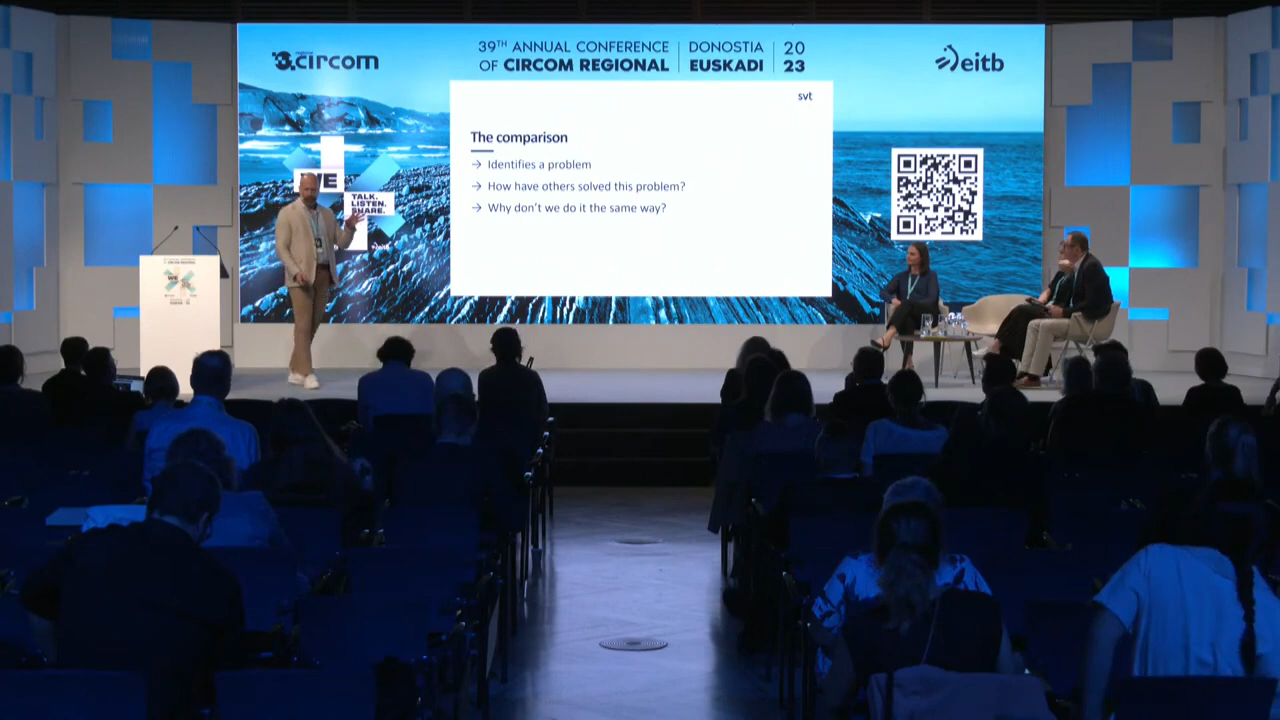 circom
39TH ANNUAL CONFERENCE
OF CIRCOM REGIONAL
DONOSTIA
EUSKADI
20
23
eitb
svt
The comparison
→ Identifies a problem
→ How have others solved this problem?
→ Why don't we do it the same way?
WE
TALK.
LISTEN.
SHARE.
WE